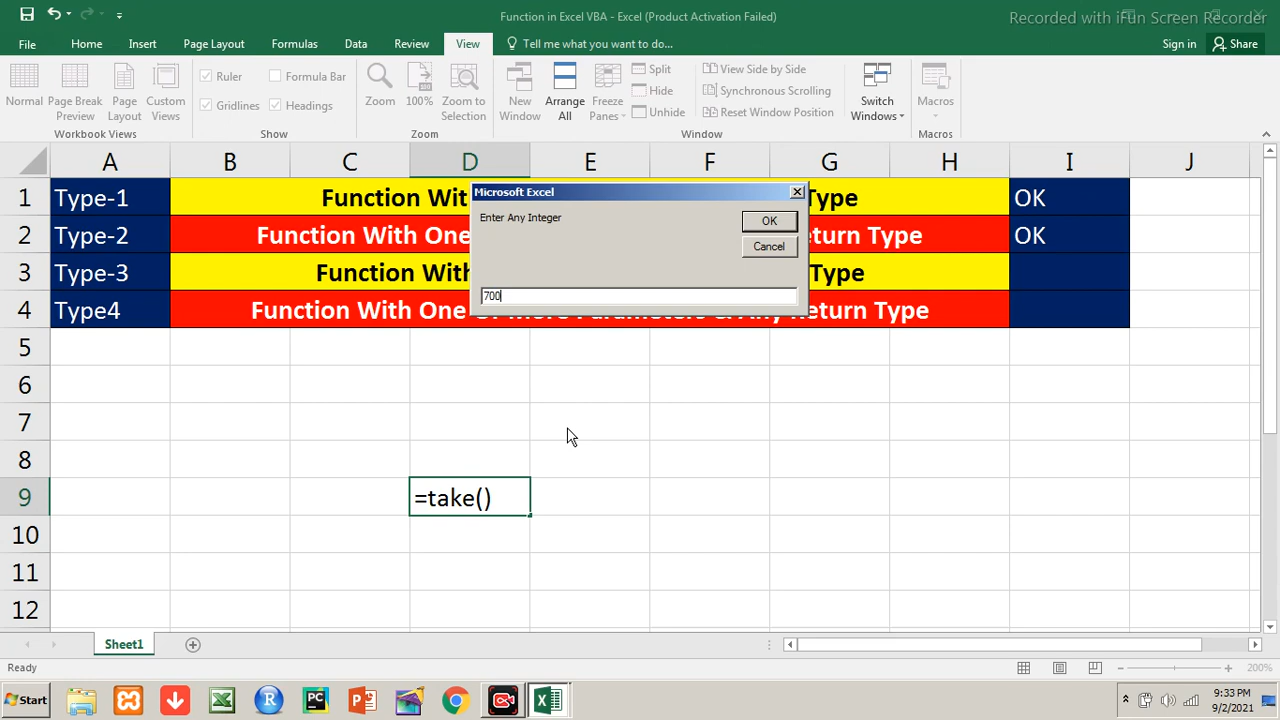 Function in Excel VBA - Excel (Product Activation Failed)
Recorded with iFun Screen Recorder
File Home Insert Page Layout Formulas Data Review View Tell me what you want to do... Sign in Share
Normal
Page Break Preview
Page Layout
Custom Views
Workbook Views
Ruler
Formula Bar
Gridlines
Headings
Show
Zoom
100%
Zoom to Selection
Zoom
New Window
Arrange All
Freeze Panes
Split
Hide
Unhide
View Side by Side
Synchronous Scrolling
Reset Window Position
Window
Switch Windows
Macros
Macros
A B C D E F G H I J
1 Type-1 Function Wit Type OK
2 Type-2 Function With One eturn Type OK
3 Type-3 Function With Type
4 Type4 Function With One Or More Parameters & Any Return Type
Microsoft Excel
Enter Any Integer
OK
Cancel
700
5
6
7
8
9 =take()
10
11
12
Sheet1
Ready
200%
Start
PC
9:33 PM
9/2/2021